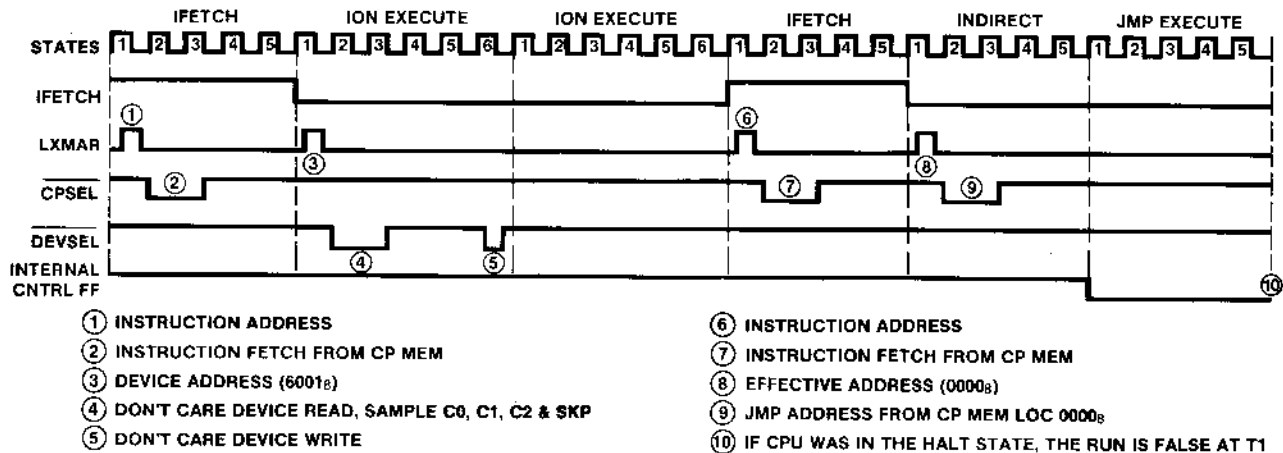 IFETCH ION EXECUTE ION EXECUTE IFETCH INDIRECT JMP EXECUTE
STATES 1 2 3 4 5 1 2 3 4 5 6 1 2 3 4 5 6 1 2 3 4 5 1 2 3 4 5 1 2 3 4 5
IFETCH
① ⑥
LXMAR
③ ⑧
CPSEL ② ⑦ ⑨
DEVSEL
④ ⑤
INTERNAL
CNTRL FF ⑩
① INSTRUCTION ADDRESS
② INSTRUCTION FETCH FROM CP MEM
③ DEVICE ADDRESS (6001₈)
④ DON'T CARE DEVICE READ, SAMPLE C0, C1, C2 & SKP
⑤ DON'T CARE DEVICE WRITE
⑥ INSTRUCTION ADDRESS
⑦ INSTRUCTION FETCH FROM CP MEM
⑧ EFFECTIVE ADDRESS (0000₈)
⑨ JMP ADDRESS FROM CP MEM LOC 0000₈
⑩ IF CPU WAS IN THE HALT STATE, THE RUN IS FALSE AT T1